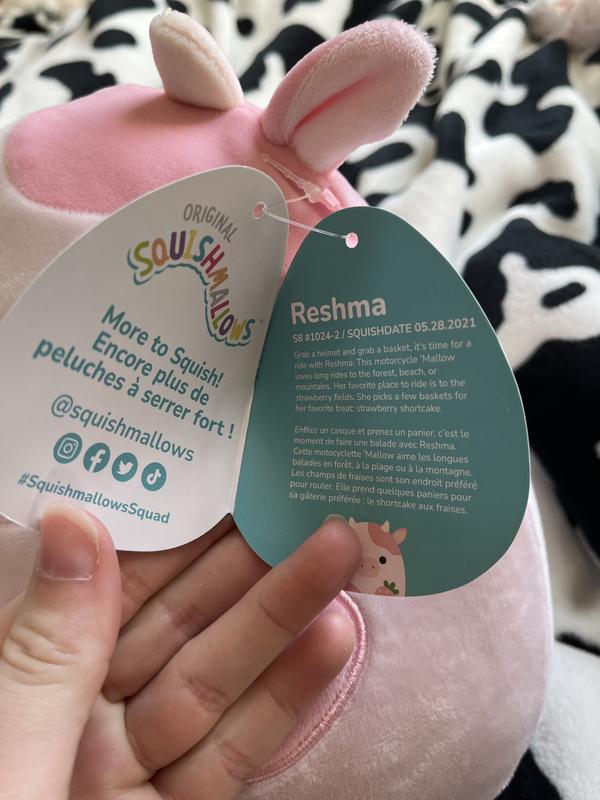 ORIGINAL
SQUISHMALLOWS
More to Squish!
Encore plus de
peluches à serrer fort !
@squishmallows
#SquishmallowsSquad
Reshma
S8 #1024-2 / SQUISHDATE 05.28.2021
Grab a helmet and grab a basket, it's time for a
ride with Reshma. This motorcycle 'Mallow
loves long rides to the forest, beach, or
mountains. Her favorite place to ride is to the
strawberry fields. She picks a few baskets for
her favorite treat: strawberry shortcake.
Enfilez un casque et prenez un panier, c'est le
moment de faire une balade avec Reshma.
Cette motocyclette 'Mallow aime les longues
balades en forêt, à la plage ou à la montagne.
Les champs de fraises sont son endroit préféré
pour rouler. Elle prend quelques paniers pour
sa gâterie préférée : le shortcake aux fraises.